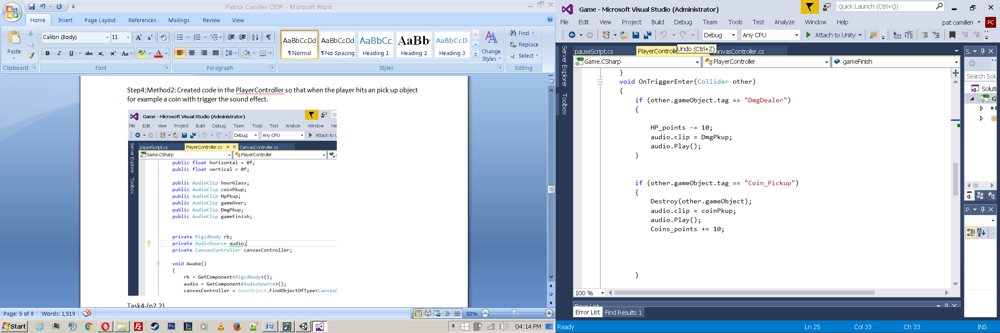 Patrick Camilleri CIDP - Microsoft Word
Home Insert Page Layout References Mailings Review View
Calibri (Body) 11
AaBbCcDd AaBbCcDd AaBbCc AaBb AaBbCcD
¶ Normal ¶ No Spacing Heading 1 Heading 2 Heading 3
Paste
Change Styles
Find
Replace
Select
Clipboard Font Paragraph Styles Editing
Step4;Method2: Created code in the PlayerController so that when the player hits an pick up object
for example a coin with trigger the sound effect.
Game - Microsoft Visual Studio (Administrator)
File Edit View Project Build Debug Team Tools Test Analyze Window
Debug Any CPU Attach to
Server Explorer
Toolbox
pauseScript.cs PlayerController.cs CanvasController.cs
Game.CSharp PlayerController
public float horizontal = 0f;
public float vertical = 0f;
public AudioClip hourGlass;
public AudioClip coinPkup;
public AudioClip HpPkup;
public AudioClip gameOver;
public AudioClip DmgPkup;
public AudioClip gameFinish;
private Rigidbody rb;
private AudioSource audio;
private CanvasController canvasController;
void Awake()
{
rb = GetComponent<Rigidbody>();
audio = GetComponent<AudioSource>();
canvasController = GameObject.FindObjectOfType<Canvas
Task4-(p2.2)
Page: 5 of 8 Words: 1,519 90%
Start 04:14 PM
Game - Microsoft Visual Studio (Administrator)
Quick Launch (Ctrl+Q)
File Edit View Project Build Debug Team Tools Test Analyze Window Help
pat camilleri PC
Debug Any CPU Attach to Unity
Server Explorer
Toolbox
pauseScript.cs PlayerControlle Undo (Ctrl+Z) anvasController.cs
Game.CSharp PlayerController gameFinish
}
void OnTriggerEnter(Collider other)
{
if (other.gameObject.tag == "DmgDealer")
{
HP_points -= 10;
audio.clip = DmgPkup;
audio.Play();
}
if (other.gameObject.tag == "Coin_Pickup")
{
Destroy(other.gameObject);
audio.clip = coinPkup;
audio.Play();
Coins_points += 10;
}
100 %
S.
Search Solu
Soluti
G
P.
Error List
Error List Find Results 1
Ready Ln 25 Col 33 Ch 33 INS